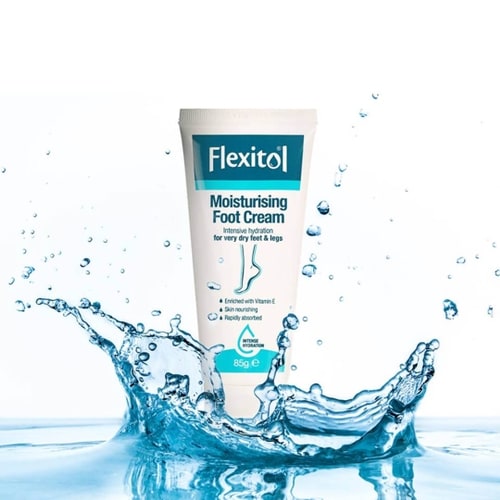 Flexitol
Moisturising
Foot Cream
Intensive hydration
for very dry feet & legs
Enriched with Vitamin E
Skin nourishing
Rapidly absorbed
INTENSE
HYDRATION
85g ℮